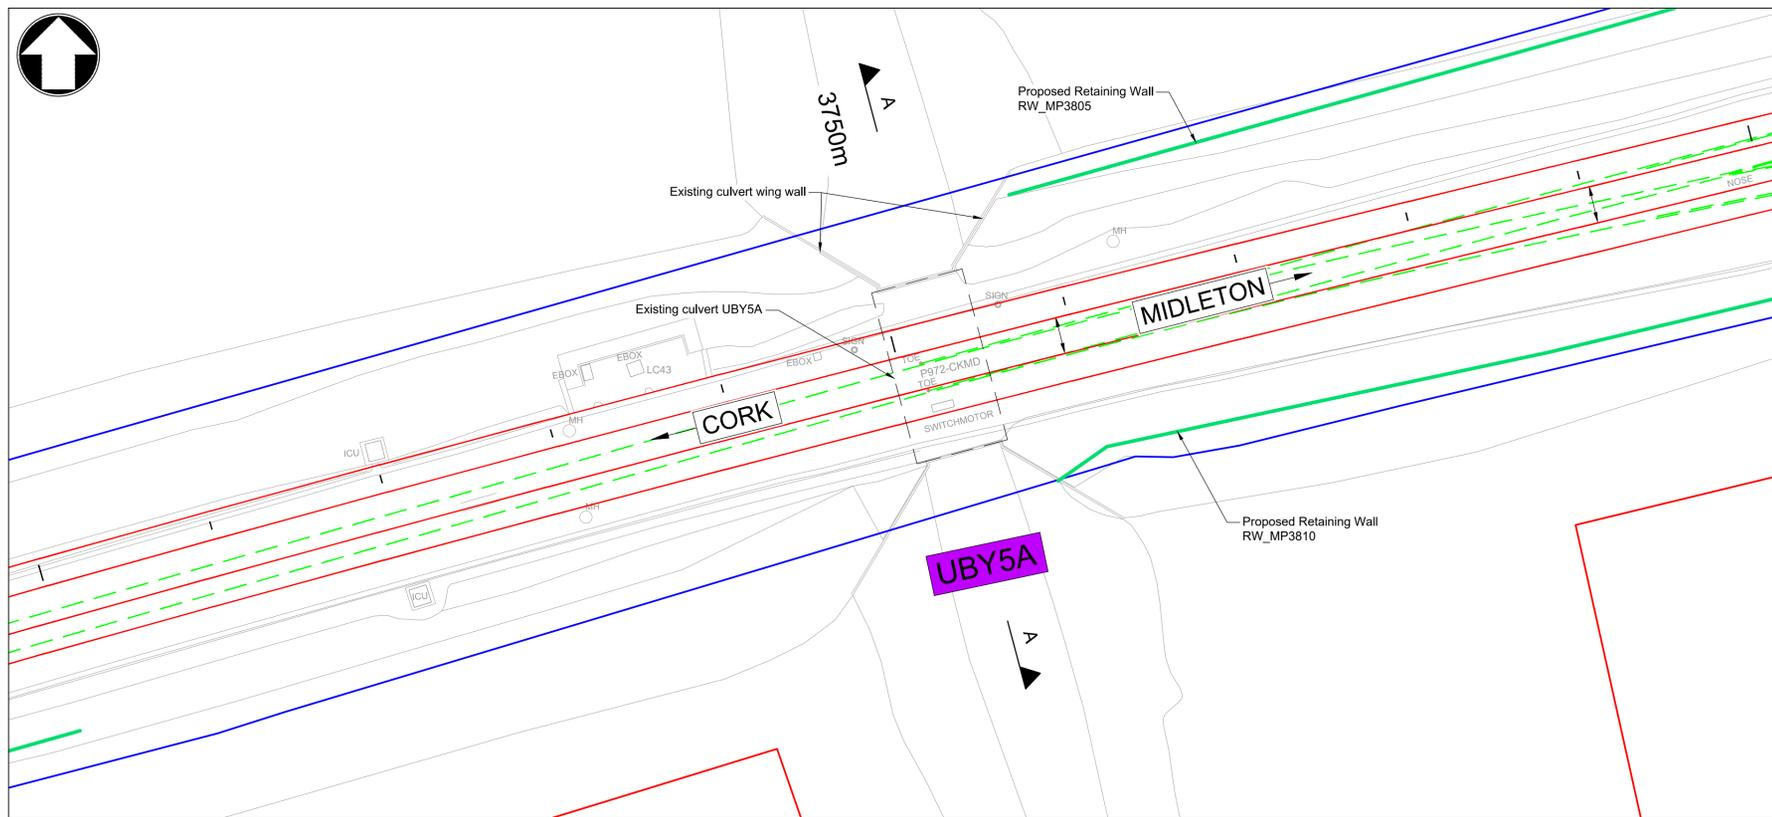 A
3750m
Proposed Retaining Wall
RW_MP3805
Existing culvert wing wall
NOSE
MH
SIGN
MIDLETON
Existing culvert UBY5A
SIGN
EBOX
EBOX
EBOX
LC43
TOE
P972-CKMD
TOE
CORK
SWITCHMOTOR
MH
ICU
MH
Proposed Retaining Wall
RW_MP3810
UBY5A
ICU
A